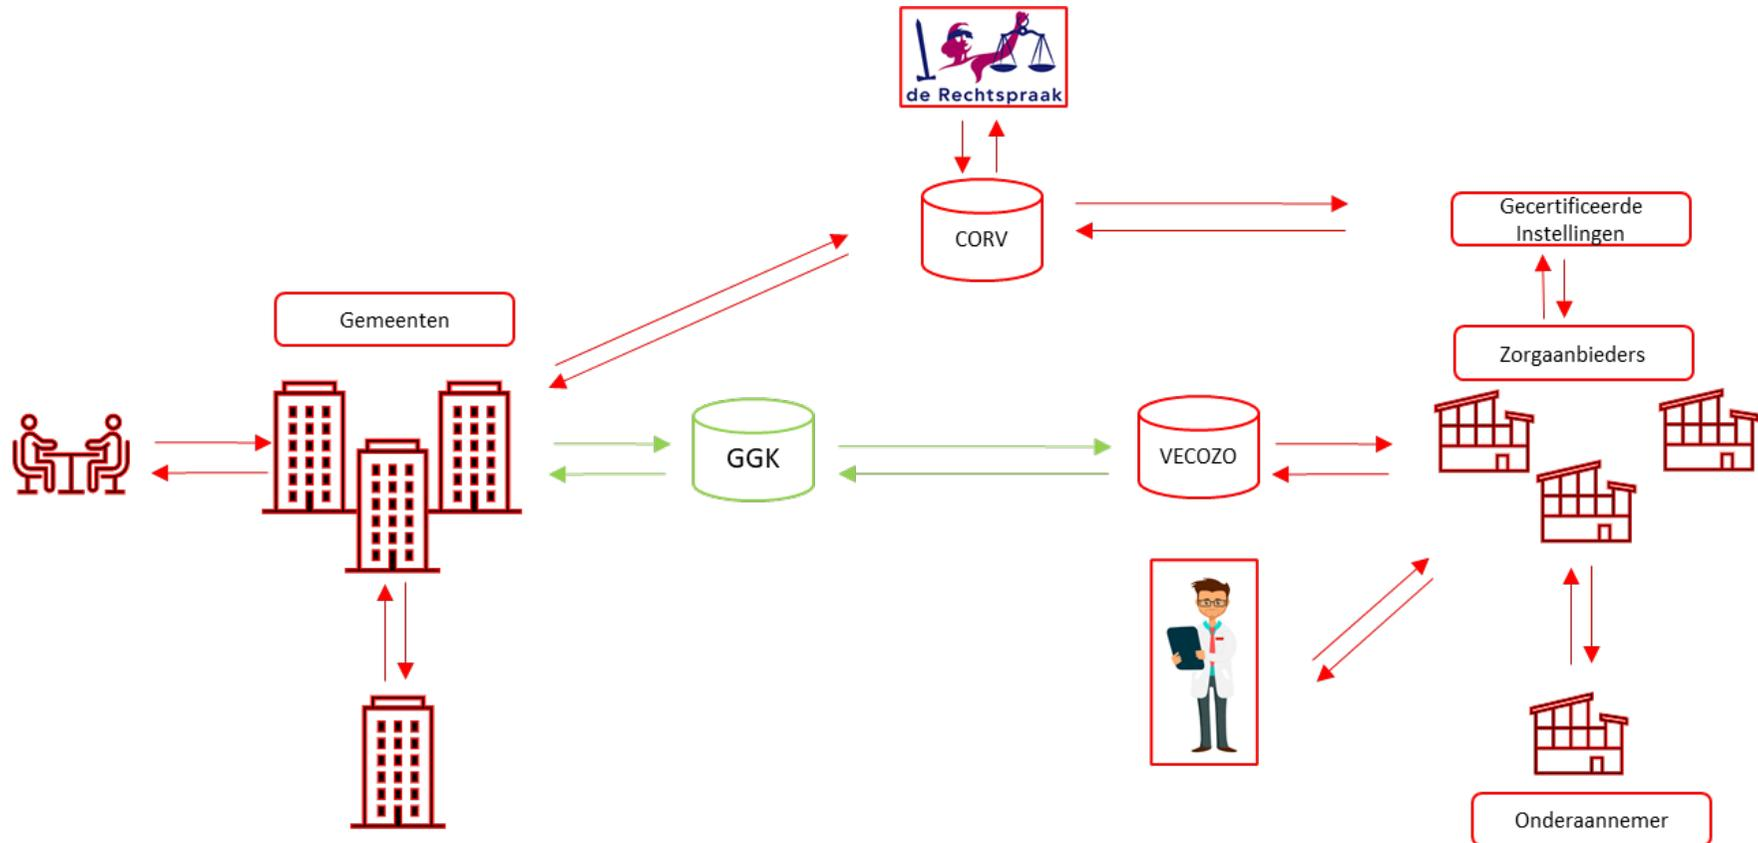 de Rechtspraak
CORV
Gecertificeerde
Instellingen
Gemeenten
Zorgaanbieders
GGK
VECOZO
Onderaannemer